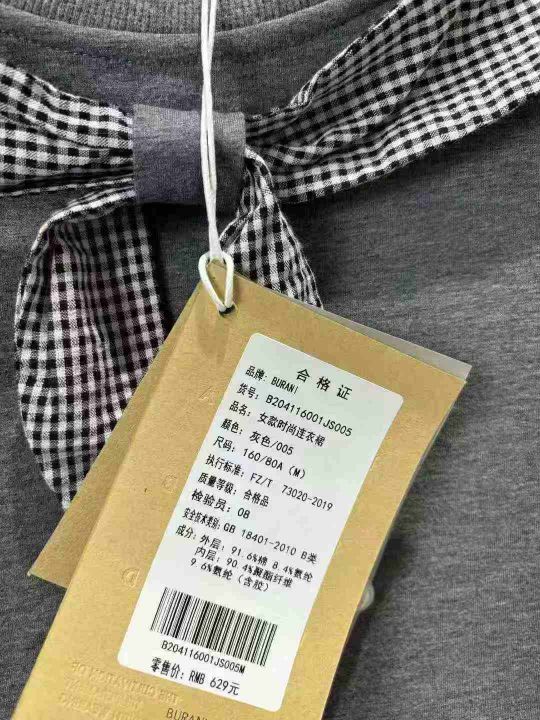 合格证
品牌: BURANI
货号: B204116001JS005
品名: 女款时尚连衣裙
颜色: 灰色/005
尺码: 160/80A (M)
执行标准: FZ/T 73020-2019
质量等级: 合格品
检验员: 08
安全技术类别: GB 18401-2010 B类
成分: 外层: 91.6%棉 8.4%氨纶
内层: 90.4%聚酯纤维
9.6%氨纶 (含胶)
B204116001JS005M
零售价: RMB 629元